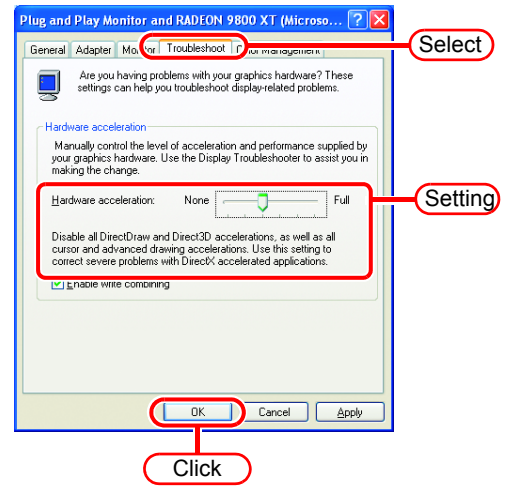 Plug and Play Monitor and RADEON 9800 XT (Microso... ?
General Adapter Monitor Troubleshoot Color Management
Select
Are you having problems with your graphics hardware? These
settings can help you troubleshoot display-related problems.
Hardware acceleration
Manually control the level of acceleration and performance supplied by
your graphics hardware. Use the Display Troubleshooter to assist you in
making the change.
Hardware acceleration: None Full
Setting
Disable all DirectDraw and Direct3D accelerations, as well as all
cursor and advanced drawing accelerations. Use this setting to
correct severe problems with DirectX accelerated applications.
Enable write combining
OK Cancel Apply
Click